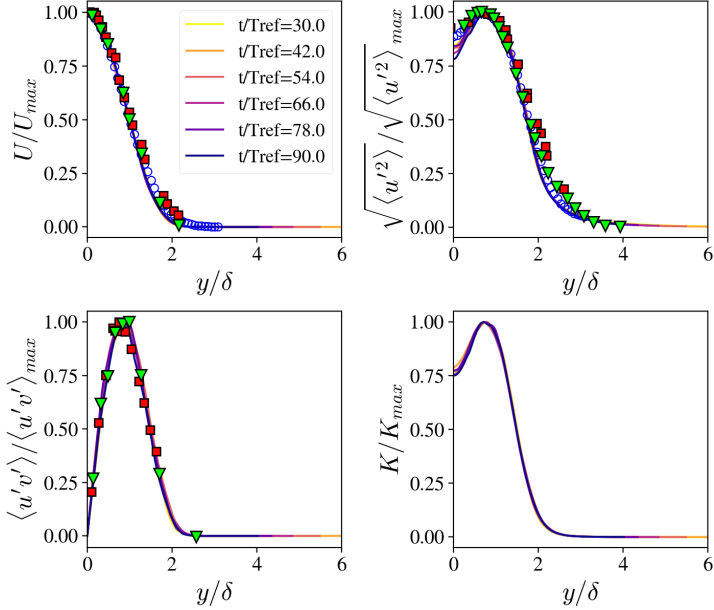 1.00
0.75
0.50
0.25
0.00
U/U_max
0 2 4 6
y/δ
t/Tref=30.0
t/Tref=42.0
t/Tref=54.0
t/Tref=66.0
t/Tref=78.0
t/Tref=90.0
1.00
0.75
0.50
0.25
0.00
√⟨u′²⟩/√⟨u′²⟩_max
0 2 4 6
y/δ
1.00
0.75
0.50
0.25
0.00
⟨u′v′⟩/⟨u′v′⟩_max
0 2 4 6
y/δ
1.00
0.75
0.50
0.25
0.00
K/K_max
0 2 4 6
y/δ